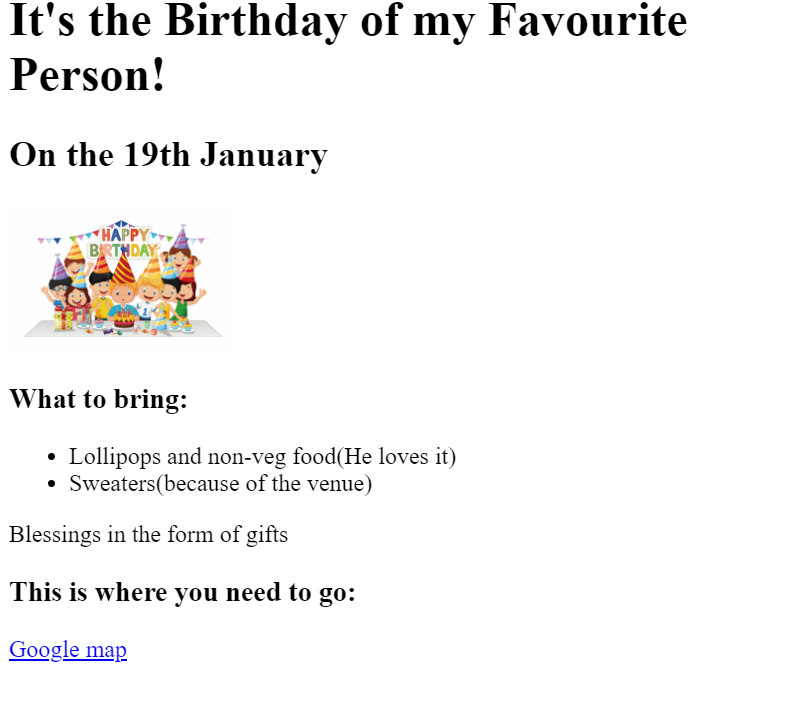 It's the Birthday of my Favourite
Person!
On the 19th January
HAPPY
BIRTHDAY
What to bring:
Lollipops and non-veg food(He loves it)
Sweaters(because of the venue)
Blessings in the form of gifts
This is where you need to go:
Google map